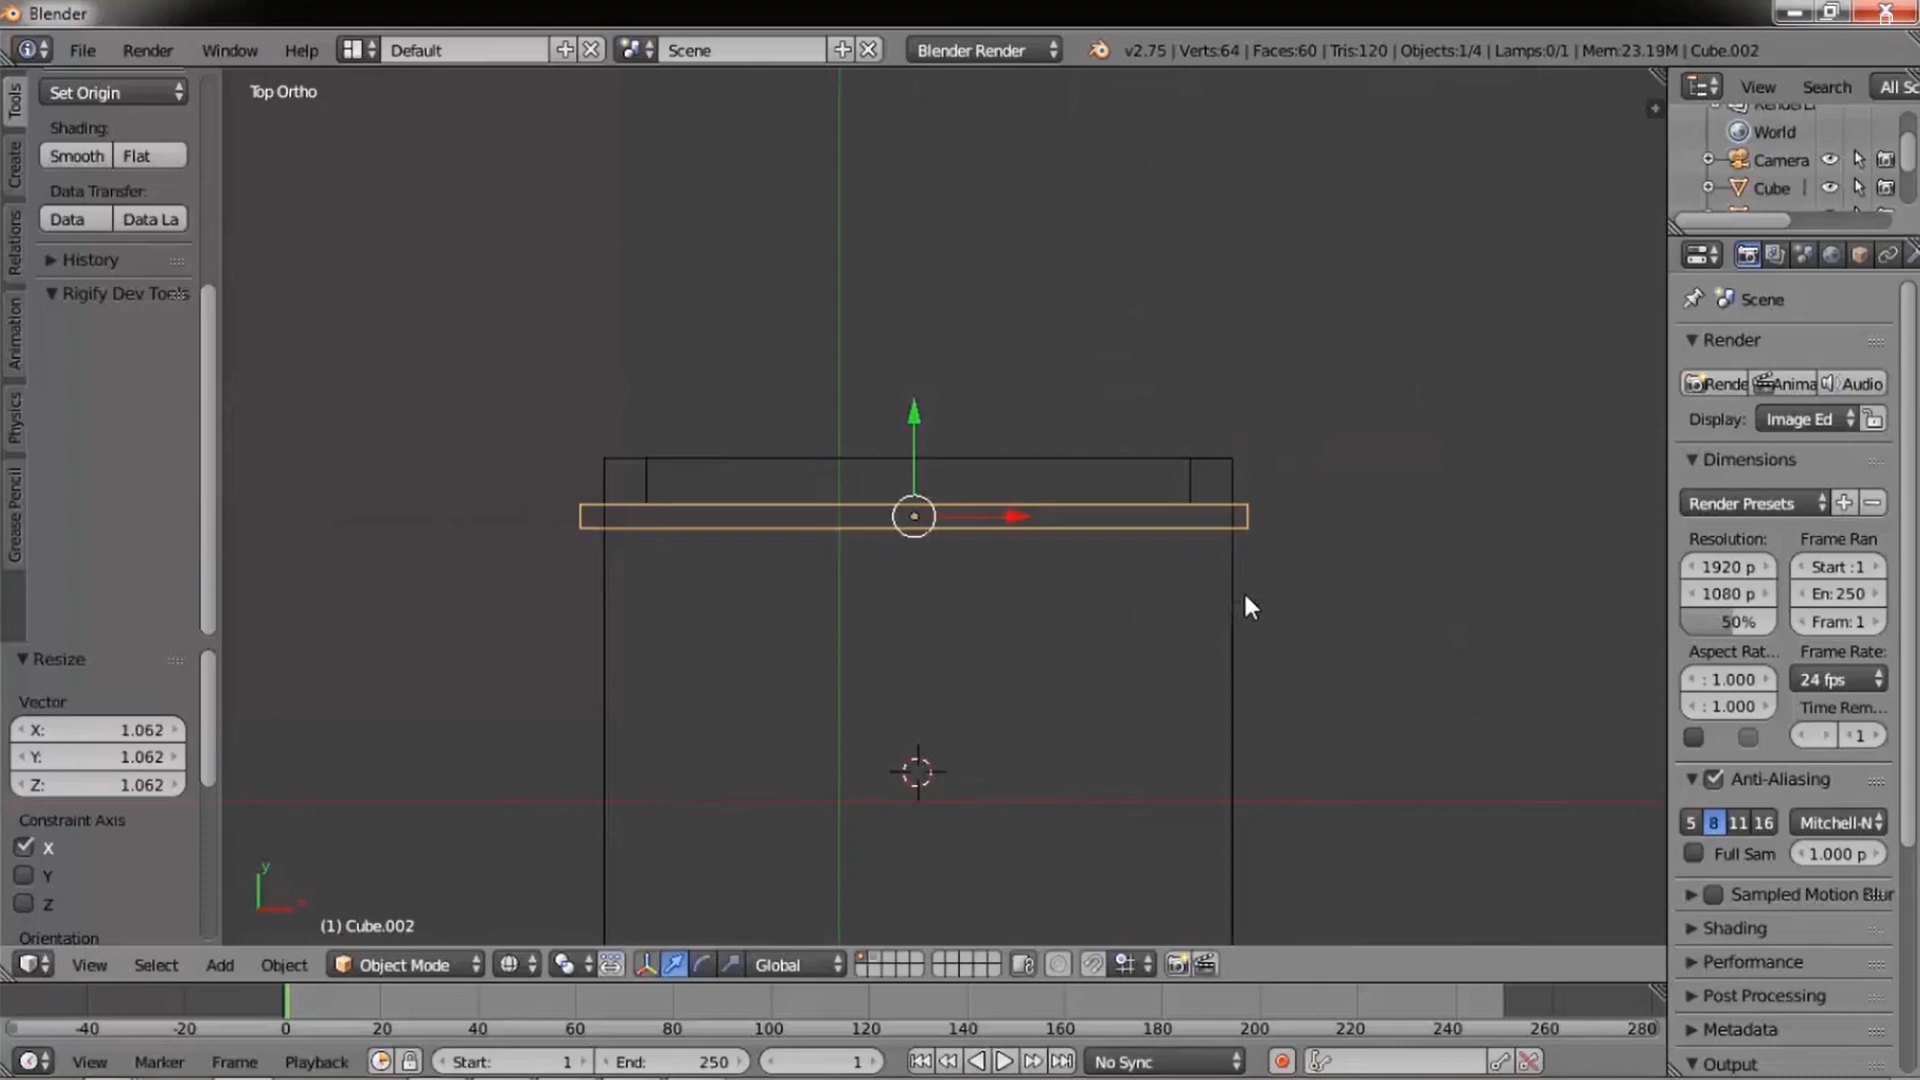 Blender
File Render Window Help Default Scene Blender Render v2.75 | Verts:64 | Faces:60 | Tris:120 | Objects:1/4 | Lamps:0/1 | Mem:23.19M | Cube.002
Tools
Create
Relations
Animation
Physics
Grease Pencil
Set Origin
Shading:
Smooth Flat
Data Transfer:
Data Data La
History
Rigify Dev Tools
Resize
Vector
X: 1.062
Y: 1.062
Z: 1.062
Constraint Axis
X
Y
Z
Orientation
Top Ortho
y
(1) Cube.002
View Select Add Object Object Mode Global
-40 -20 0 20 40 60 80 100 120 140 160 180 200 220 240 260 280
View Marker Frame Playback Start: 1 End: 250 1 No Sync
View Search All Sc
World
Camera
Cube
Scene
Render
Rende Anima Audio
Display: Image Ed
Dimensions
Render Presets
Resolution: Frame Ran
1920 p Start :1
1080 p En: 250
50% Fram: 1
Aspect Rat... Frame Rate:
: 1.000 24 fps
: 1.000 Time Rem...
1
Anti-Aliasing
5 8 11 16 Mitchell-N
Full Sam 1.000 p
Sampled Motion Blur
Shading
Performance
Post Processing
Metadata
Output